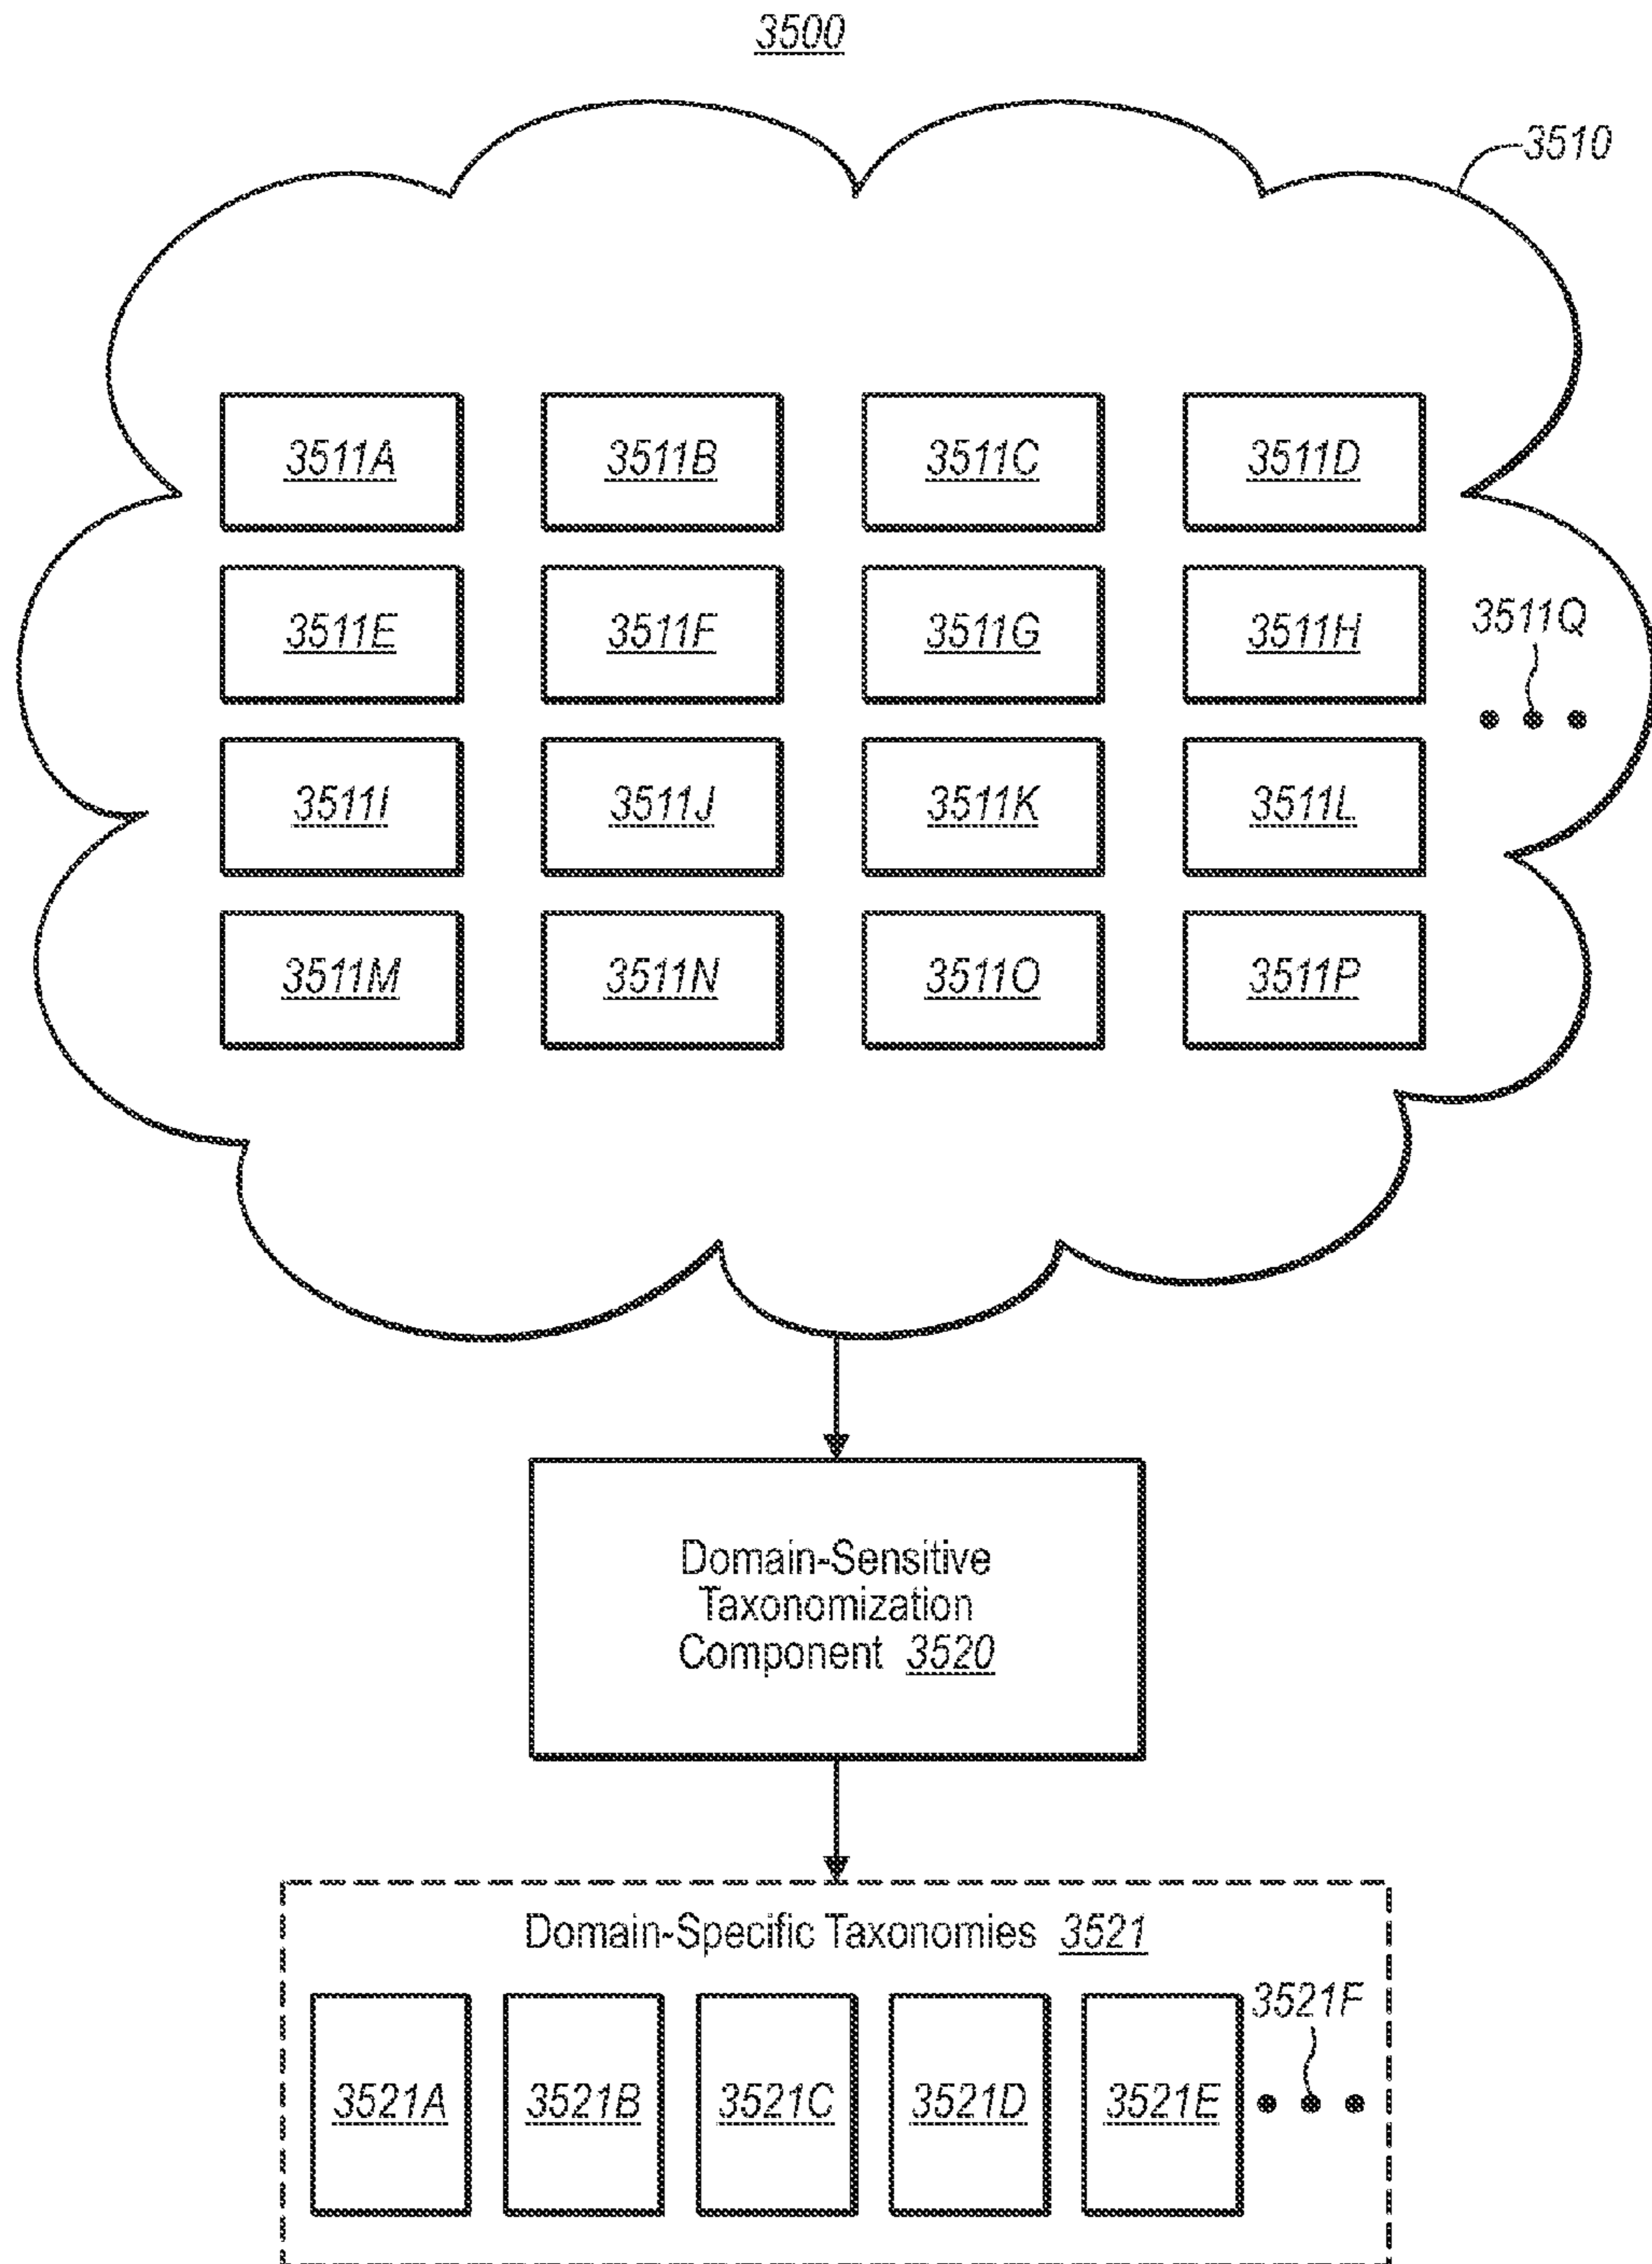 3500
3510
3511A 3511B 3511C 3511D
3511E 3511F 3511G 3511H
3511Q
3511I 3511J 3511K 3511L
3511M 3511N 3511O 3511P
Domain-Sensitive
Taxonomization
Component 3520
Domain-Specific Taxonomies 3521
3521F
3521A 3521B 3521C 3521D 3521E